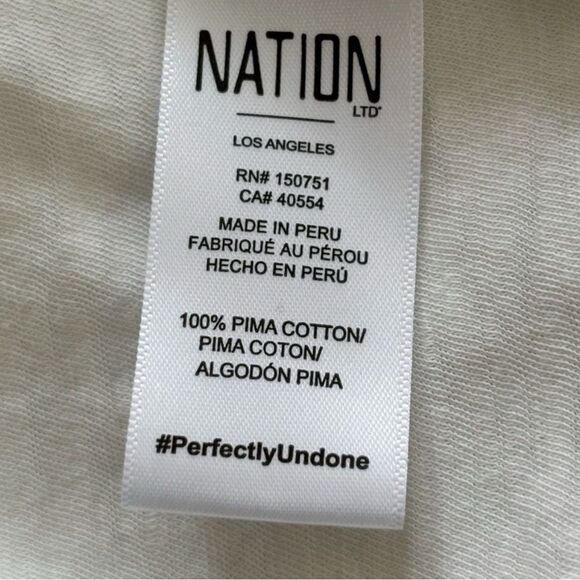 NATION
LTD
LOS ANGELES
RN# 150751
CA# 40554
MADE IN PERU
FABRIQUÉ AU PÉROU
HECHO EN PERÚ
100% PIMA COTTON/
PIMA COTON/
ALGODÓN PIMA
#PerfectlyUndone